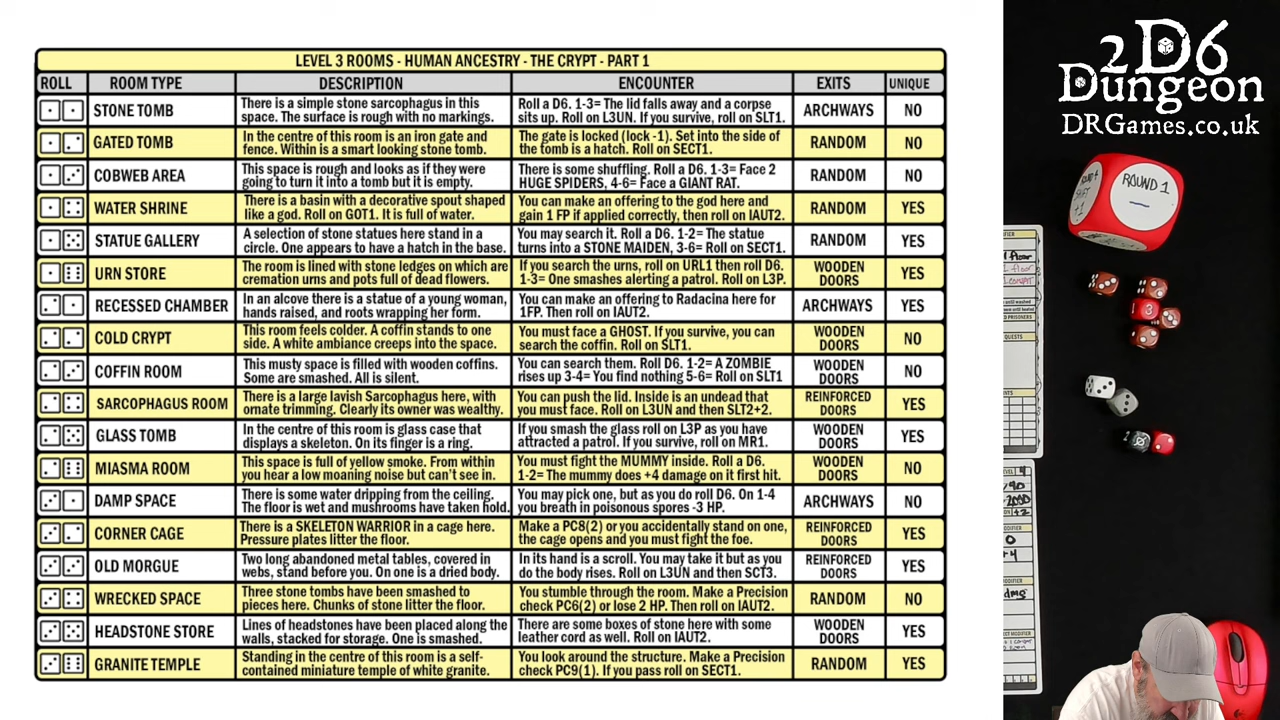 LEVEL 3 ROOMS - HUMAN ANCESTRY - THE CRYPT - PART 1
ROLL ROOM TYPE DESCRIPTION ENCOUNTER EXITS UNIQUE
STONE TOMB
There is a simple stone sarcophagus in this
space. The surface is rough with no markings.
Roll a D6. 1-3= The lid falls away and a corpse
sits up. Roll on L3UN. If you survive, roll on SLT1.
ARCHWAYS
NO
GATED TOMB
In the centre of this room is an iron gate and
fence. Within is a smart looking stone tomb.
The gate is locked (lock -1). Set into the side of
the tomb is a hatch. Roll on SECT1.
RANDOM
NO
COBWEB AREA
This space is rough and looks as if they were
going to turn it into a tomb but it is empty.
There is some shuffling. Roll a D6. 1-3= Face 2
HUGE SPIDERS, 4-6= Face a GIANT RAT.
RANDOM
NO
WATER SHRINE
There is a basin with a decorative spout shaped
like a god. Roll on GOT1. It is full of water.
You can make an offering to the god here and
gain 1 FP if applied correctly, then roll on IAUT2.
RANDOM
YES
STATUE GALLERY
A selection of stone statues here stand in a
circle. One appears to have a hatch in the base.
You may search it. Roll a D6. 1-2= The statue
turns into a STONE MAIDEN, 3-6= Roll on SECT1.
RANDOM
YES
URN STORE
The room is lined with stone ledges on which are
cremation urns and pots full of dead flowers.
If you search the urns, roll on URL1 then roll D6.
1-3= One smashes alerting a patrol. Roll on L3P.
WOODEN
DOORS
YES
RECESSED CHAMBER
In an alcove there is a statue of a young woman,
hands raised, and roots wrapping her form.
You can make an offering to Radacina here for
1FP. Then roll on IAUT2.
ARCHWAYS
YES
COLD CRYPT
This room feels colder. A coffin stands to one
side. A white ambiance creeps into the space.
You must face a GHOST. If you survive, you can
search the coffin. Roll on SLT1.
WOODEN
DOORS
NO
COFFIN ROOM
This musty space is filled with wooden coffins.
Some are smashed. All is silent.
You can search them. Roll D6. 1-2= A ZOMBIE
rises up 3-4= You find nothing 5-6= Roll on SLT1
WOODEN
DOORS
NO
SARCOPHAGUS ROOM
There is a large lavish Sarcophagus here, with
ornate trimming. Clearly its owner was wealthy.
You can push the lid. Inside is an undead that
you must face. Roll on L3UN and then SLT2+2.
REINFORCED
DOORS
YES
GLASS TOMB
In the centre of this room is glass case that
displays a skeleton. On its finger is a ring.
If you smash the glass roll on L3P as you have
attracted a patrol. If you survive, roll on MR1.
WOODEN
DOORS
YES
MIASMA ROOM
This space is full of yellow smoke. From within
you hear a low moaning noise but can't see in.
You must fight the MUMMY inside. Roll a D6.
1-2= The mummy does +4 damage on it first hit.
WOODEN
DOORS
NO
DAMP SPACE
There is some water dripping from the ceiling.
The floor is wet and mushrooms have taken hold.
You may pick one, but as you do roll D6. On 1-4
you breath in poisonous spores -3 HP.
ARCHWAYS
NO
CORNER CAGE
There is a SKELETON WARRIOR in a cage here.
Pressure plates litter the floor.
Make a PC8(2) or you accidentally stand on one,
the cage opens and you must fight the foe.
REINFORCED
DOORS
YES
OLD MORGUE
Two long abandoned metal tables, covered in
webs, stand before you. On one is a dried body.
In its hand is a scroll. You may take it but as you
do the body rises. Roll on L3UN and then SCT3.
REINFORCED
DOORS
YES
WRECKED SPACE
Three stone tombs have been smashed to
pieces here. Chunks of stone litter the floor.
You stumble through the room. Make a Precision
check PC6(2) or lose 2 HP. Then roll on IAUT2.
RANDOM
NO
HEADSTONE STORE
Lines of headstones have been placed along the
walls, stacked for storage. One is smashed.
There are some boxes of stone here with some
leather cord as well. Roll on IAUT2.
WOODEN
DOORS
YES
GRANITE TEMPLE
Standing in the centre of this room is a self-
contained miniature temple of white granite.
You look around the structure. Make a Precision
check PC9(1). If you pass roll on SECT1.
RANDOM
YES
2D6
Dungeon
DRGames.co.uk
ROUND 1